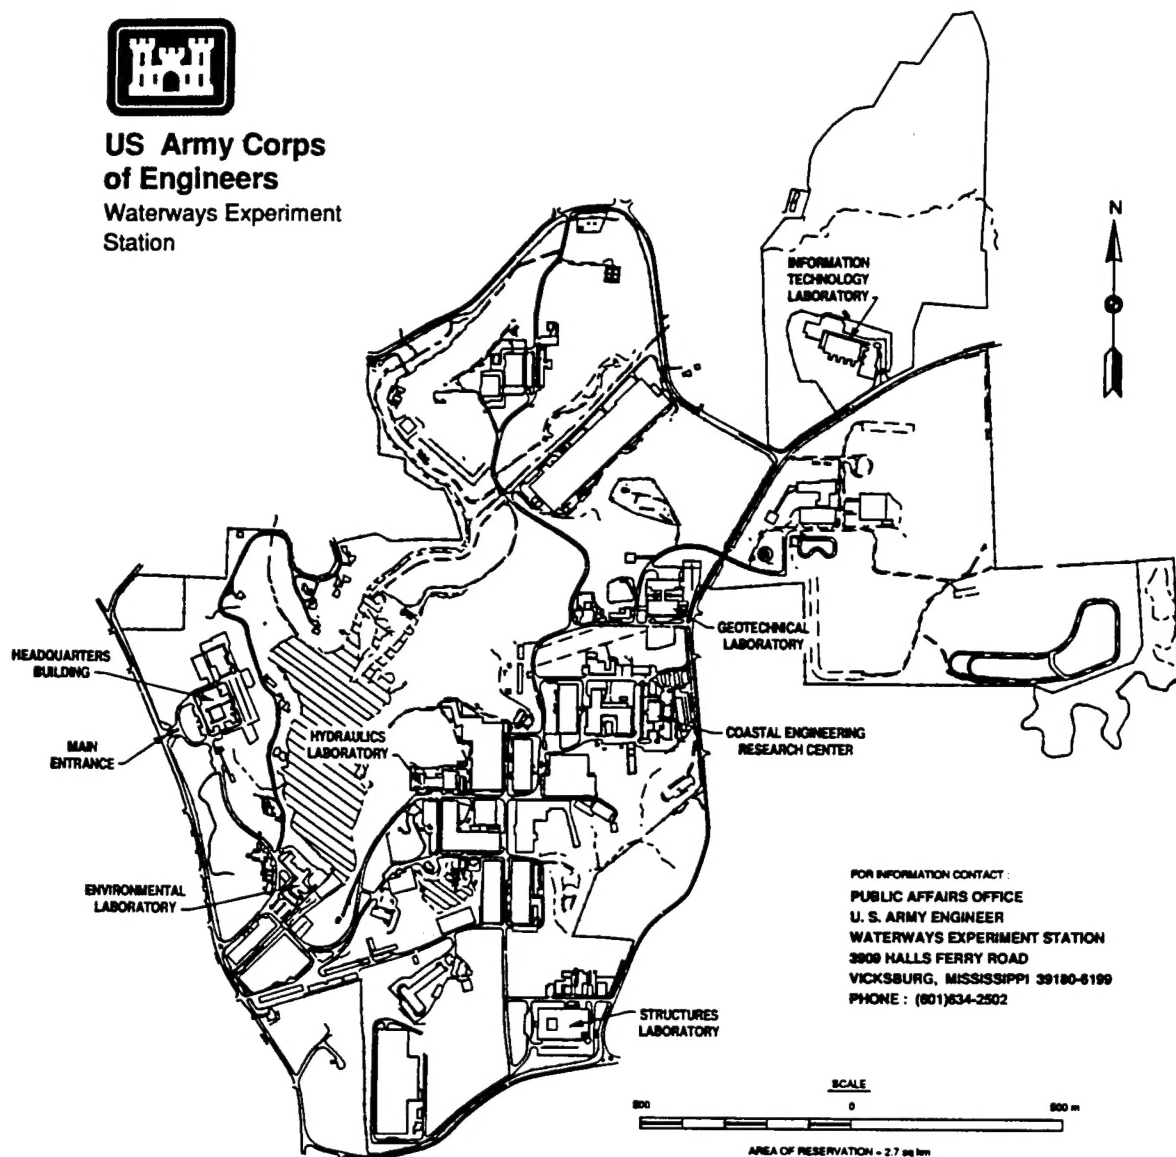 US Army Corps
of Engineers
Waterways Experiment
Station
N
INFORMATION
TECHNOLOGY
LABORATORY
GEOTECHNICAL
LABORATORY
HEADQUARTERS
BUILDING
MAIN
ENTRANCE
HYDRAULICS
LABORATORY
COASTAL ENGINEERING
RESEARCH CENTER
ENVIRONMENTAL
LABORATORY
STRUCTURES
LABORATORY
FOR INFORMATION CONTACT :
PUBLIC AFFAIRS OFFICE
U. S. ARMY ENGINEER
WATERWAYS EXPERIMENT STATION
3909 HALLS FERRY ROAD
VICKSBURG, MISSISSIPPI 39180-6199
PHONE : (601)634-2502
SCALE
500 0 500 m
AREA OF RESERVATION - 2.7 sq km